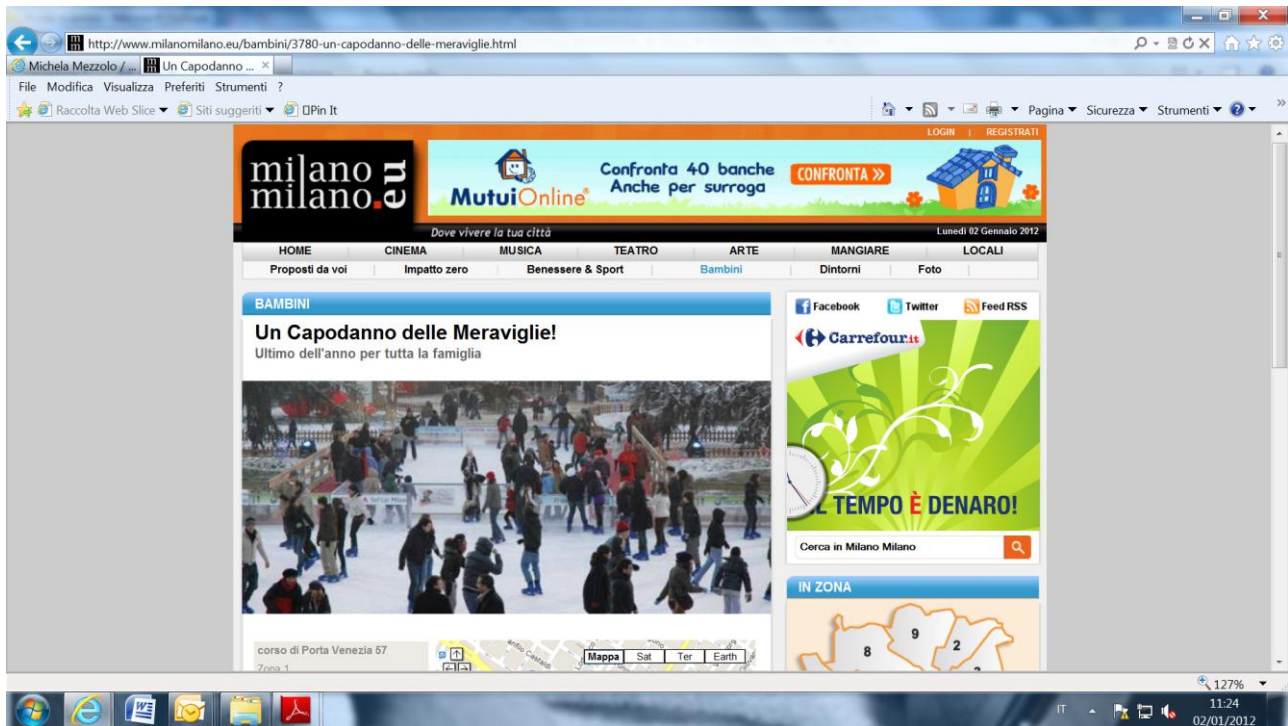 http://www.milanomilano.eu/bambini/3780-un-capodanno-delle-meraviglie.html
Michela Mezzolo / ...
Un Capodanno ...
File Modifica Visualizza Preferiti Strumenti ?
Raccolta Web Slice
Siti suggeriti
Pin It
Pagina Sicurezza Strumenti
LOGIN | REGISTRATI
milano
milano.eu
MutuiOnline
Confronta 40 banche
Anche per surroga
CONFRONTA >>
Dove vivere la tua città
Lunedì 02 Gennaio 2012
HOME CINEMA MUSICA TEATRO ARTE MANGIARE LOCALI
Proposti da voi Impatto zero Benessere & Sport Bambini Dintorni Foto
BAMBINI
Un Capodanno delle Meraviglie!
Ultimo dell'anno per tutta la famiglia
corso di Porta Venezia 57
Zona 1
Mappa Sat Ter Earth
Facebook Twitter Feed RSS
Carrefour.it
IL TEMPO È DENARO!
Cerca in Milano Milano
IN ZONA
9
2
8
127%
IT
11:24
02/01/2012